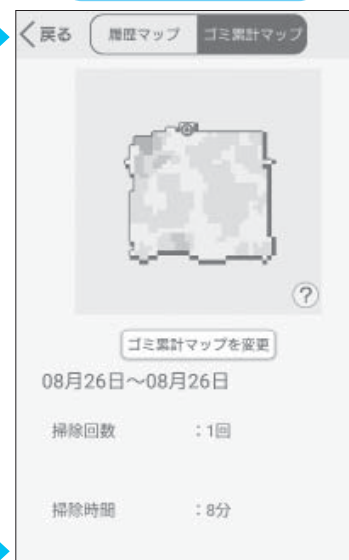 戻る 履歴マップ ゴミ累計マップ
?
ゴミ累計マップを変更
08月26日〜08月26日
掃除回数 :1回
掃除時間 :8分